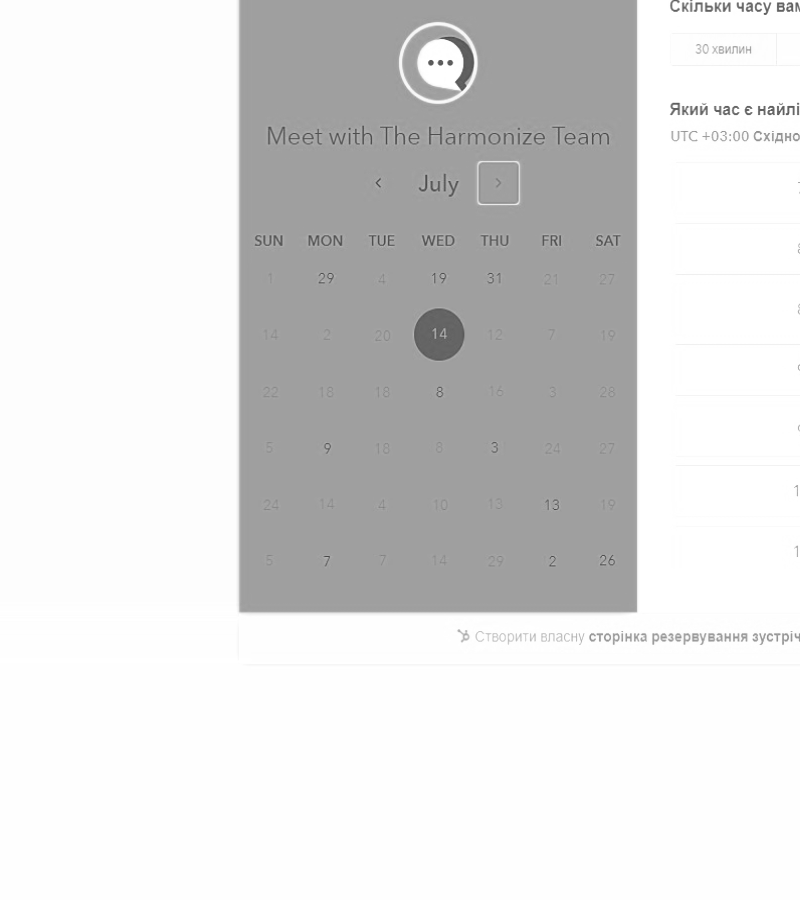 Скільки часу вам
30 хвилин
Який час є найлі
UTC +03:00 Східно
Meet with The Harmonize Team
July
SUN MON TUE WED THU FRI SAT
1 29 4 19 31 21 27
14 2 20 14 12 7 19
22 18 18 8 16 3 28
5 9 18 8 3 24 27
24 14 4 10 13 13 19
5 7 7 14 29 2 26
Створити власну сторінка резервування зустріч